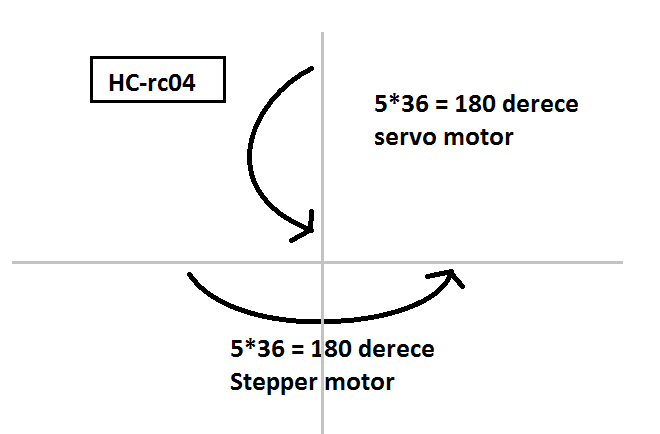 HC-rc04
5*36 = 180 derece
servo motor
5*36 = 180 derece
Stepper motor